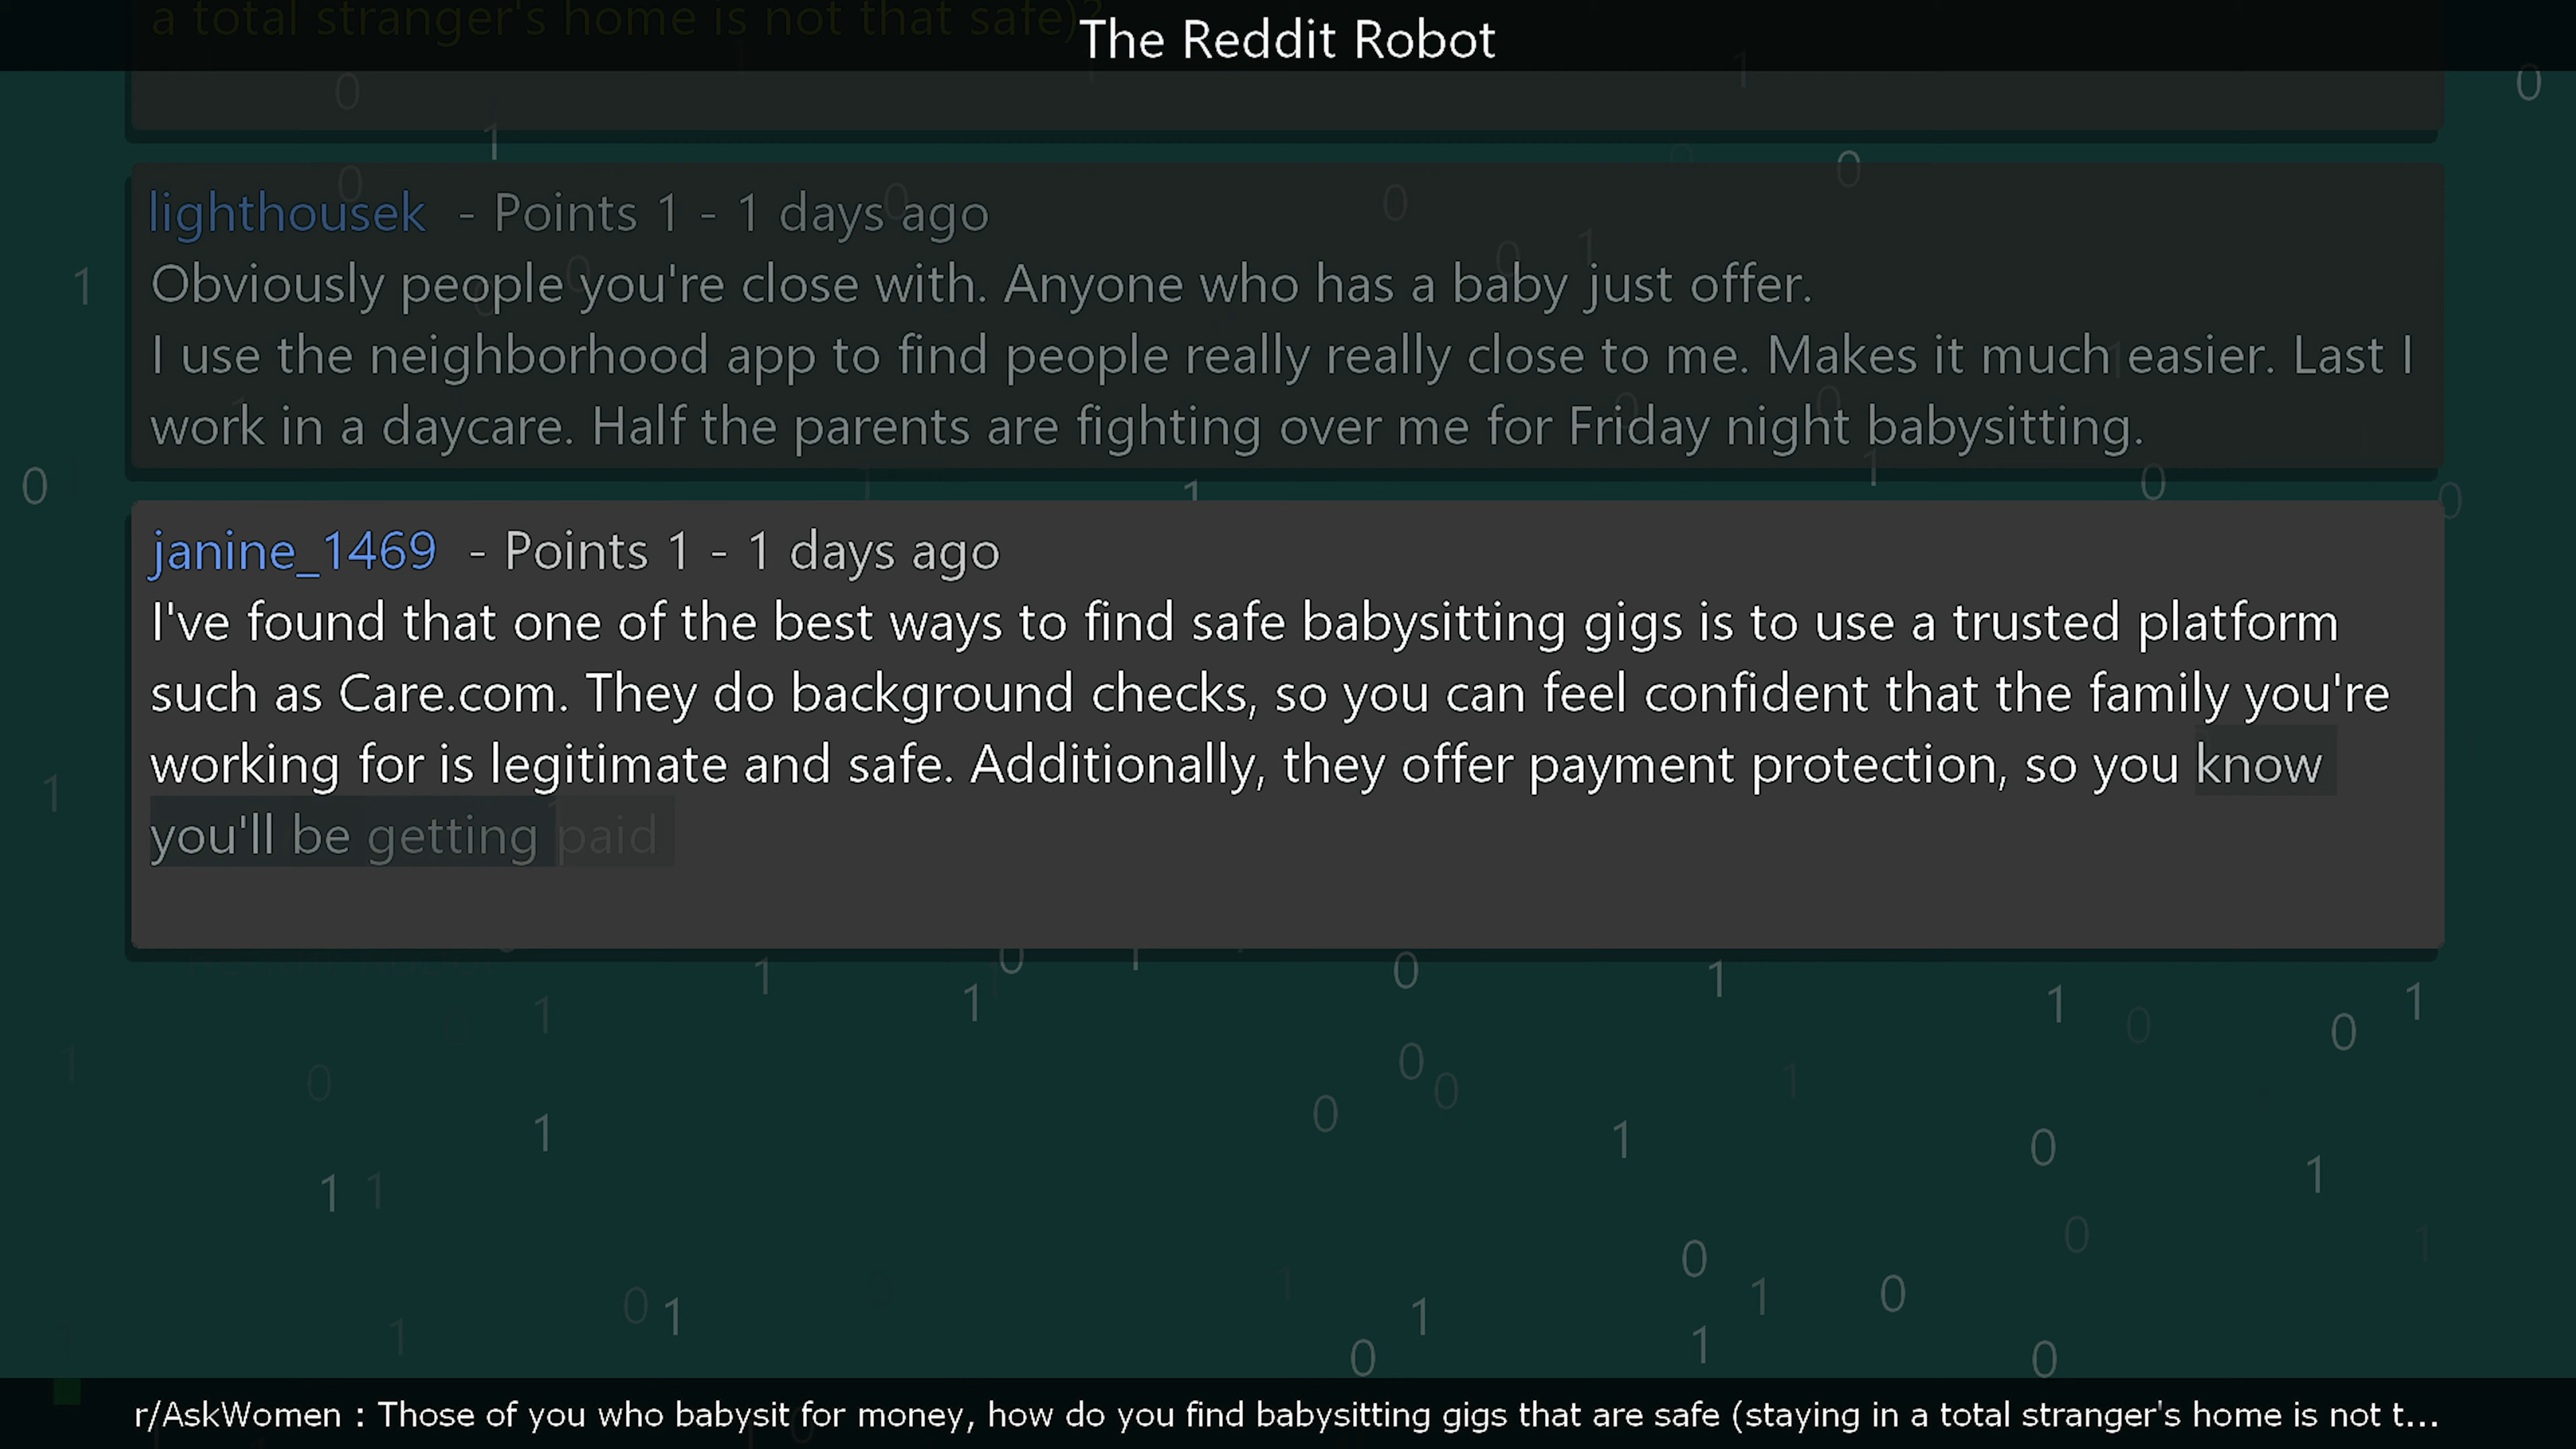 a total stranger's home is not that safe)?
The Reddit Robot
lighthousek - Points 1 - 1 days ago
Obviously people you're close with. Anyone who has a baby just offer.
I use the neighborhood app to find people really really close to me. Makes it much easier. Last I
work in a daycare. Half the parents are fighting over me for Friday night babysitting.
janine_1469 - Points 1 - 1 days ago
I've found that one of the best ways to find safe babysitting gigs is to use a trusted platform
such as Care.com. They do background checks, so you can feel confident that the family you're
working for is legitimate and safe. Additionally, they offer payment protection, so you know
you'll be getting paid
r/AskWomen : Those of you who babysit for money, how do you find babysitting gigs that are safe (staying in a total stranger's home is not t...